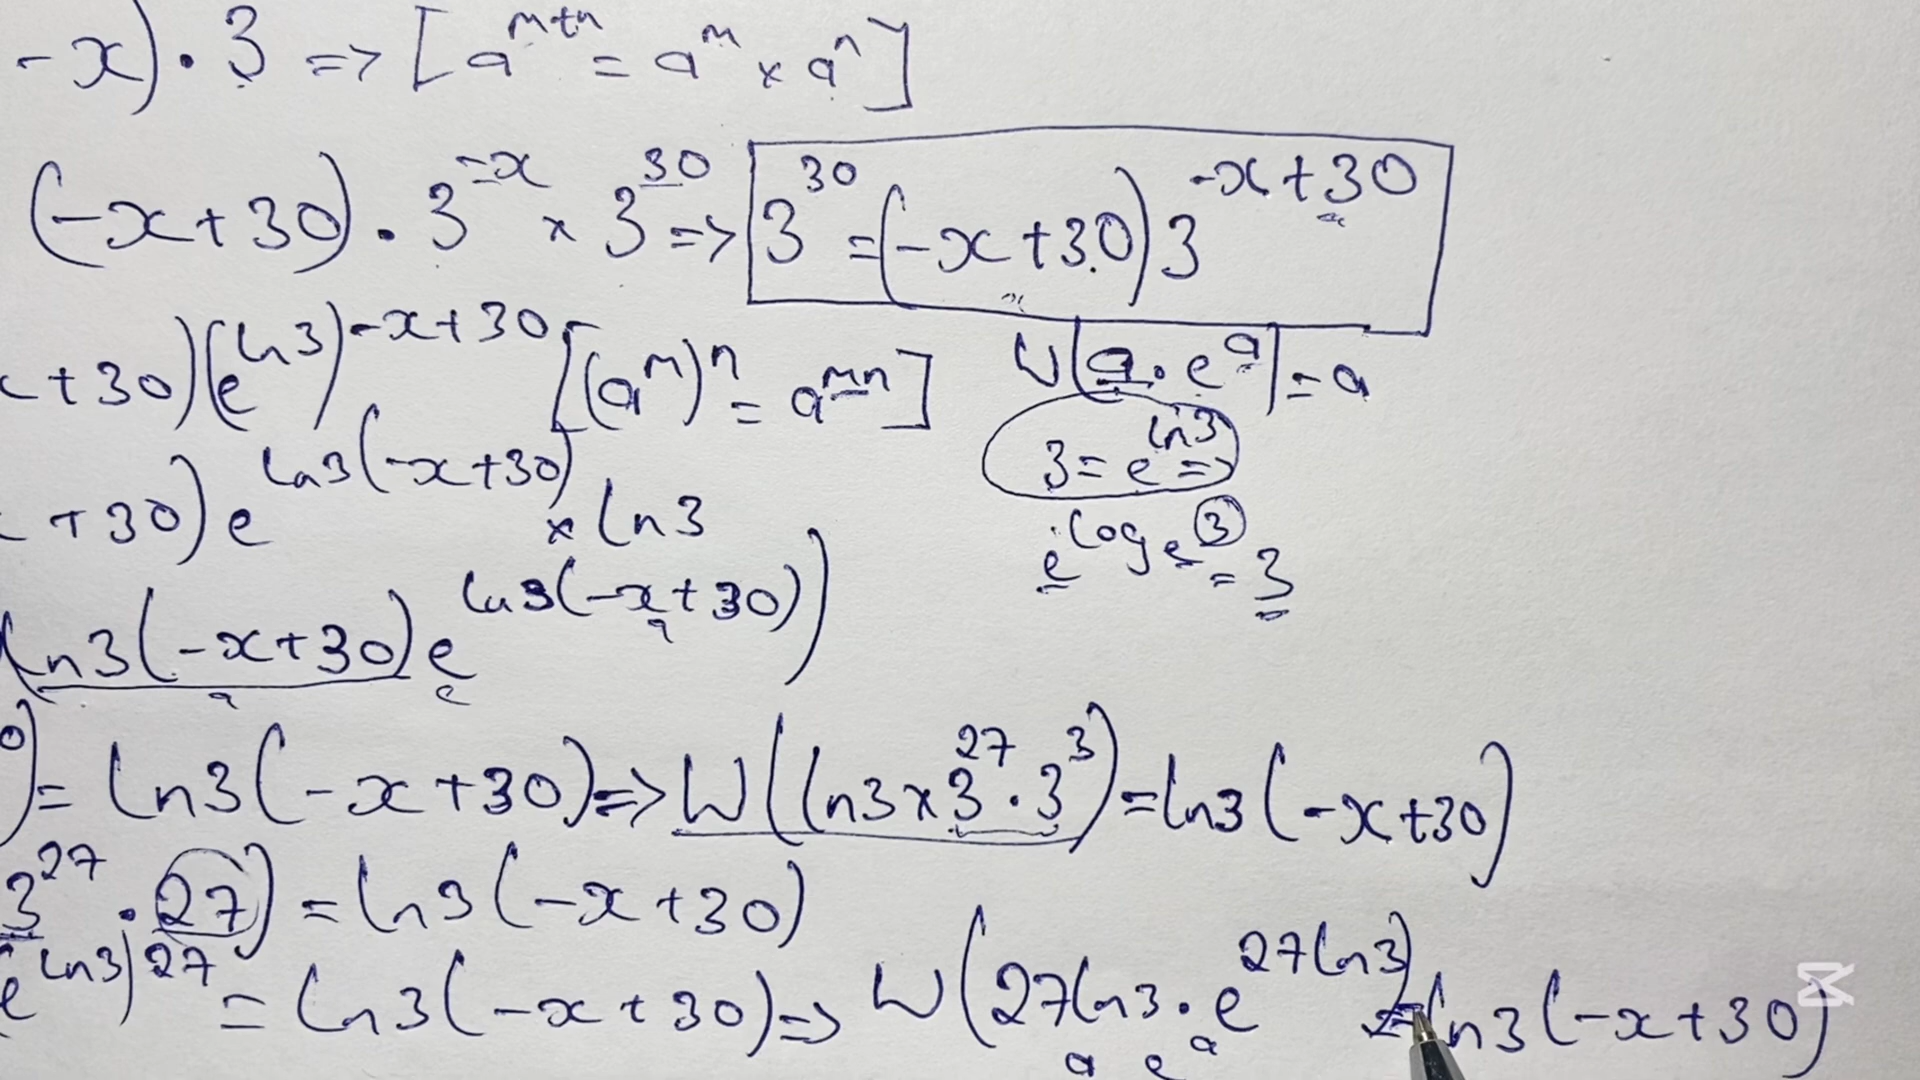 -x)·3 => [a^{m+n} = a^m × a^n]
(-x+30)·3^{-x} × 3^{30} => 3^{30} = (-x+30)3^{-x+30}
x+30)(e^{ln3})^{-x+30} [(a^m)^n = a^{mn}] W(a·e^a) = a
3 = e^{ln3} =>
+30)e^{ln3(-x+30)} × ln3
e^{log_e 3} = 3
ln3(-x+30)e^{ln3(-x+30)})
a e a
0) = ln3(-x+30) => W(ln3×3^{27}·3^3) = ln3(-x+30)
3^{27}·27) = ln3(-x+30)
e^{ln3)27} = ln3(-x+30) => W(27ln3·e^{27ln3}) = ln3(-x+30)
a e a